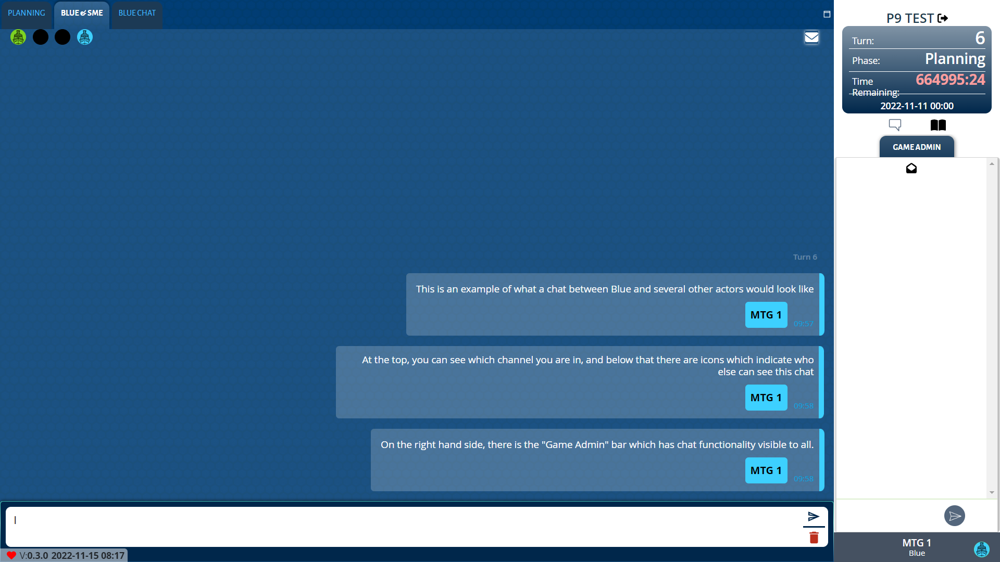 PLANNING
BLUE & SME
BLUE CHAT
Turn 6
This is an example of what a chat between Blue and several other actors would look like
MTG 1
09:57
At the top, you can see which channel you are in, and below that there are icons which indicate who
else can see this chat
MTG 1
09:58
On the right hand side, there is the "Game Admin" bar which has chat functionality visible to all.
MTG 1
09:58
V:0.3.0 2022-11-15 08:17
P9 TEST
Turn: 6
Phase: Planning
Time 664995:24
Remaining:
2022-11-11 00:00
GAME ADMIN
MTG 1
Blue